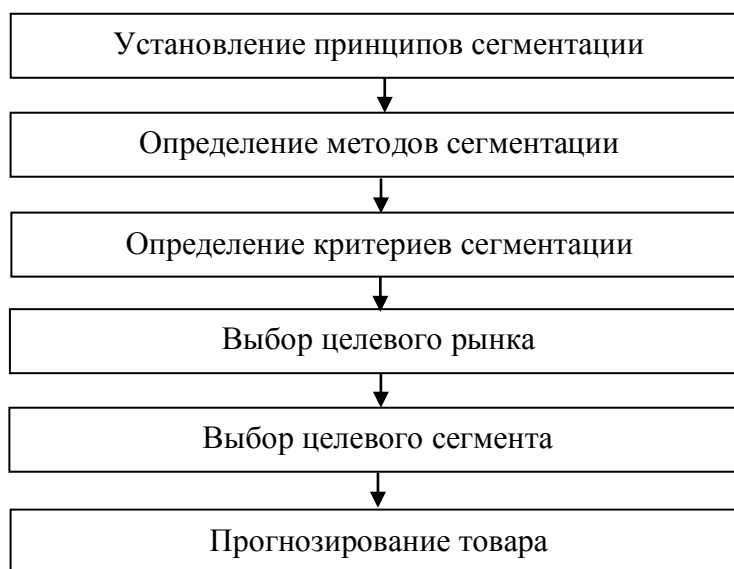 Установление принципов сегментации
Определение методов сегментации
Определение критериев сегментации
Выбор целевого рынка
Выбор целевого сегмента
Прогнозирование товара